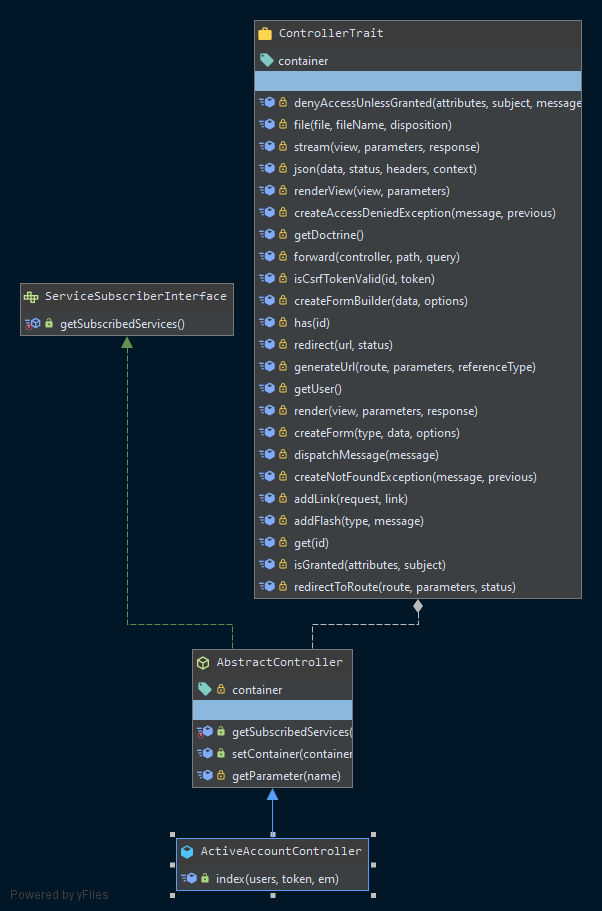 ControllerTrait
container
denyAccessUnlessGranted(attributes, subject, message
file(file, fileName, disposition)
stream(view, parameters, response)
json(data, status, headers, context)
renderView(view, parameters)
createAccessDeniedException(message, previous)
getDoctrine()
forward(controller, path, query)
isCsrfTokenValid(id, token)
createFormBuilder(data, options)
has(id)
redirect(url, status)
generateUrl(route, parameters, referenceType)
getUser()
render(view, parameters, response)
createForm(type, data, options)
dispatchMessage(message)
createNotFoundException(message, previous)
addLink(request, link)
addFlash(type, message)
get(id)
isGranted(attributes, subject)
redirectToRoute(route, parameters, status)
ServiceSubscriberInterface
getSubscribedServices()
AbstractController
container
getSubscribedServices(
setContainer(container
getParameter(name)
ActiveAccountController
index(users, token, em)
Powered by yFiles